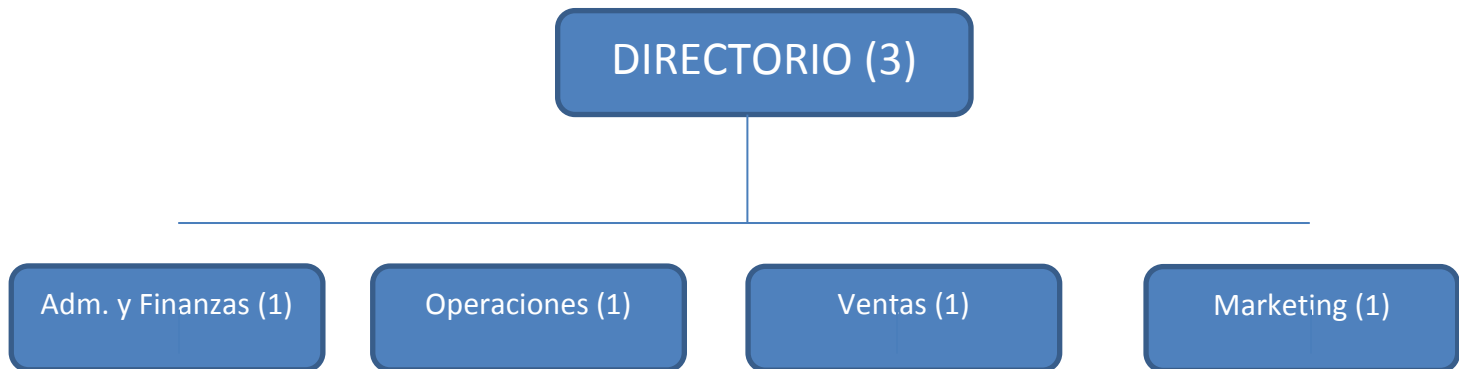 DIRECTORIO (3)
Adm. y Finanzas (1)
Operaciones (1)
Ventas (1)
Marketing (1)